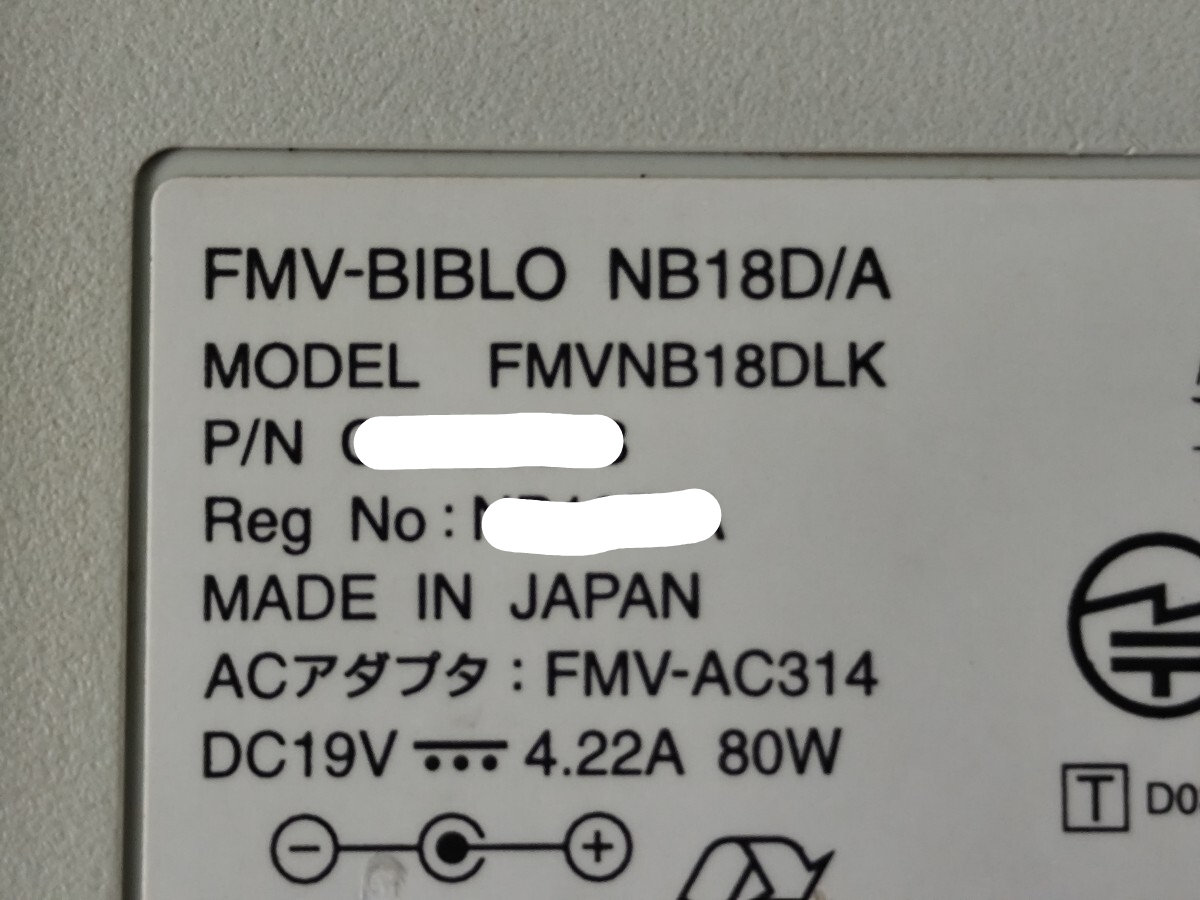 FMV-BIBLO NB18D/A
MODEL FMVNB18DLK
P/N
Reg No:
MADE IN JAPAN
ACアダプタ : FMV-AC314
DC19V 4.22A 80W
T